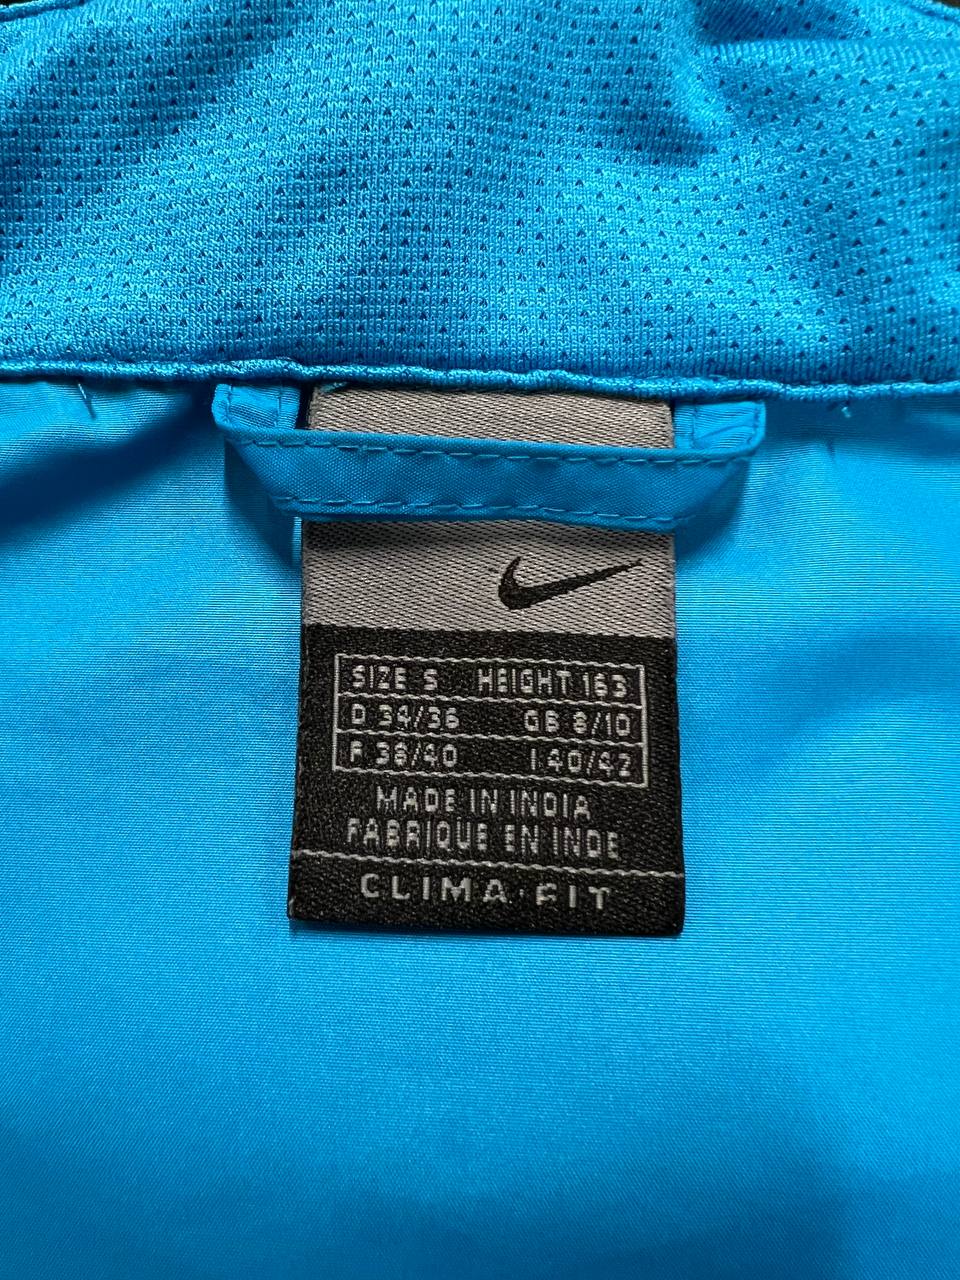 SIZE S HEIGHT 163
D 34/36 GB 8/10
F 36/40 I 40/42
MADE IN INDIA
FABRIQUE EN INDE
CLIMA·FIT